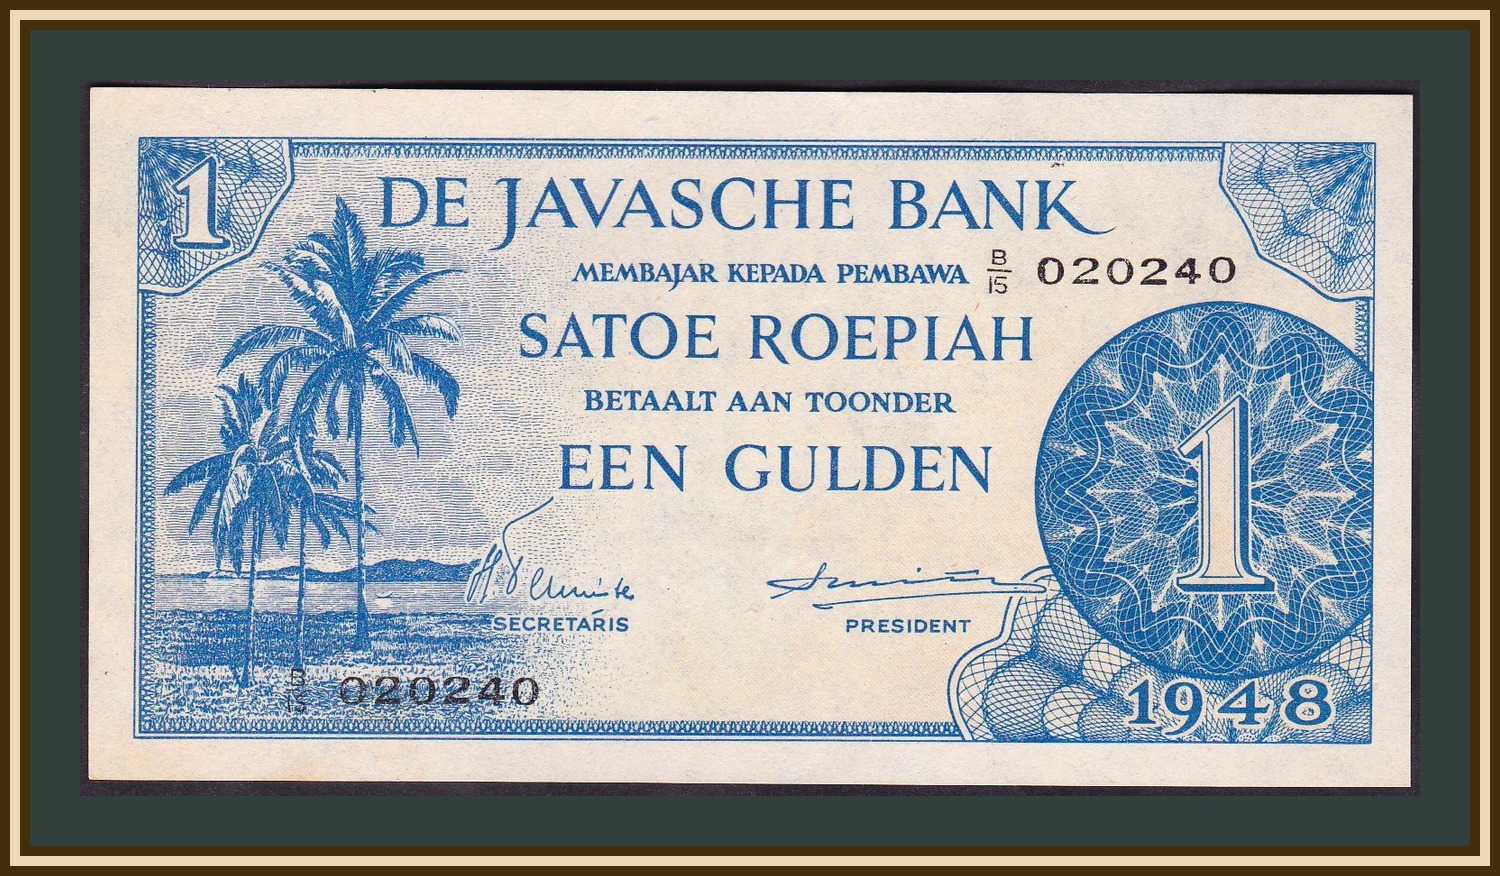 1
DE JAVASCHE BANK
MEMBAJAR KEPADA PEMBAWA
B/15 020240
SATOE ROEPIAH
BETAALT AAN TOONDER
EEN GULDEN
1
SECRETARIS
PRESIDENT
B/15 020240
1948